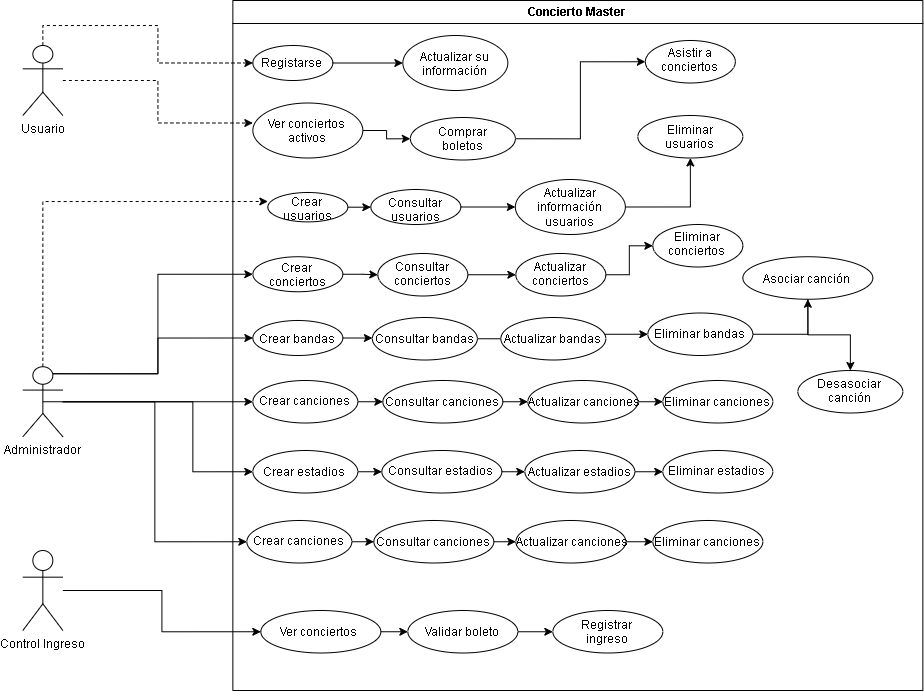 Concierto Master
Usuario
Registarse
Actualizar su
información
Asistir a
conciertos
Ver conciertos
activos
Comprar
boletos
Eliminar
usuarios
Crear
usuarios
Consultar
usuarios
Actualizar
información
usuarios
Crear
conciertos
Consultar
conciertos
Actualizar
conciertos
Eliminar
conciertos
Asociar canción
Crear bandas
Consultar bandas
Actualizar bandas
Eliminar bandas
Desasociar
canción
Administrador
Crear canciones
Consultar canciones
Actualizar canciones
Eliminar canciones
Crear estadios
Consultar estadios
Actualizar estadios
Eliminar estadios
Crear canciones
Consultar canciones
Actualizar canciones
Eliminar canciones
Control Ingreso
Ver conciertos
Validar boleto
Registrar
ingreso